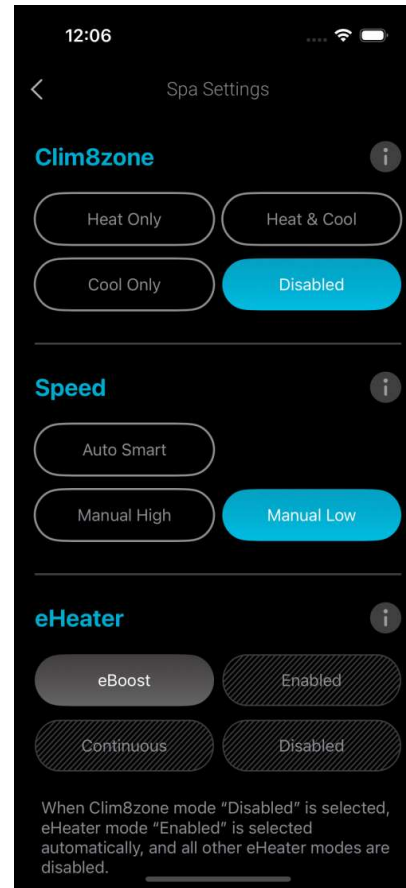 12:06
Spa Settings
Clim8zone
Heat Only
Heat & Cool
Cool Only
Disabled
Speed
Auto Smart
Manual High
Manual Low
eHeater
eBoost
Enabled
Continuous
Disabled
When Clim8zone mode “Disabled” is selected,
eHeater mode “Enabled” is selected
automatically, and all other eHeater modes are
disabled.